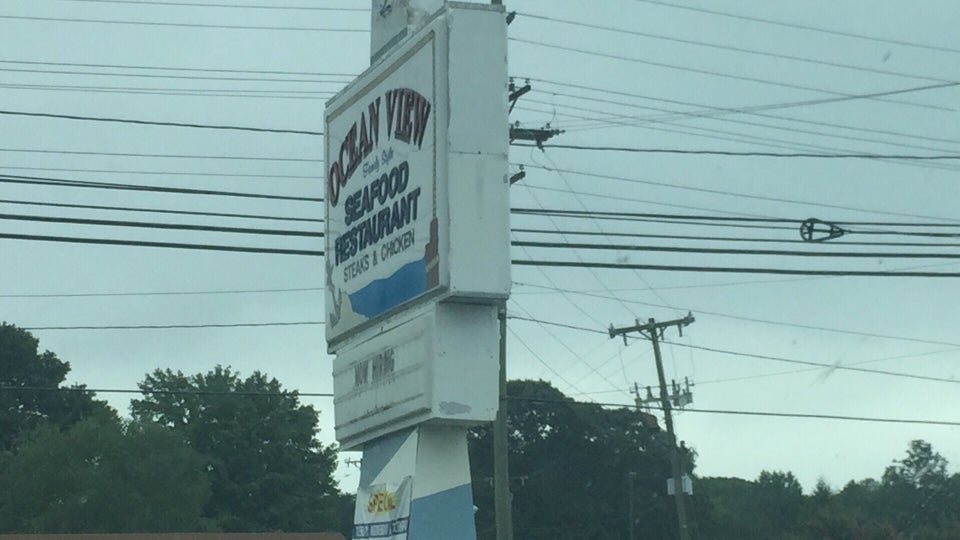 OCEAN VIEW
Family Style
SEAFOOD
RESTAURANT
STEAKS & CHICKEN
NOW HIRING
SPECIAL